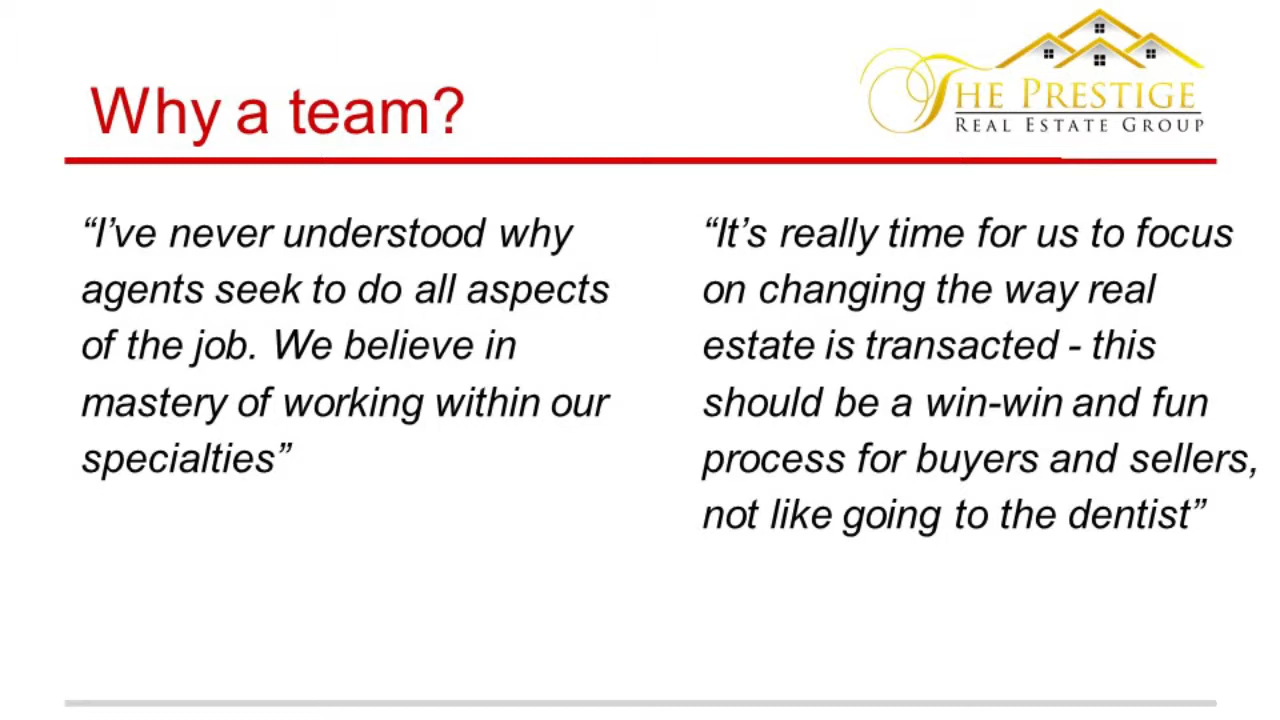 THE PRESTIGE
REAL ESTATE GROUP
Why a team?
“I’ve never understood why
agents seek to do all aspects
of the job. We believe in
mastery of working within our
specialties”
“It’s really time for us to focus
on changing the way real
estate is transacted - this
should be a win-win and fun
process for buyers and sellers,
not like going to the dentist”